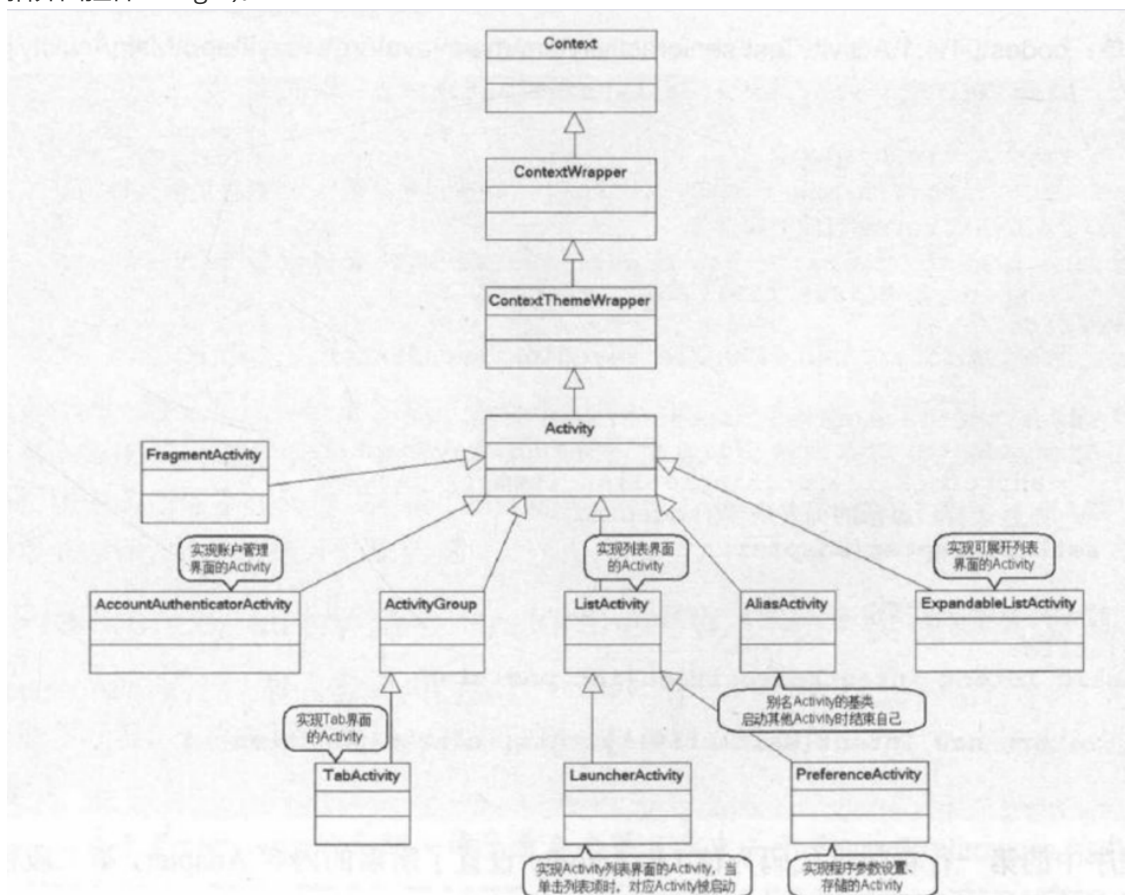 Context
ContextWrapper
ContextThemeWrapper
Activity
FragmentActivity
实现账户管理
界面的Activity
实现列表界面
的Activity
实现可展开列表
界面的Activity
AccountAuthenticatorActivity
ActivityGroup
ListActivity
AliasActivity
ExpandableListActivity
别名Activity的基类
启动其他Activity时结束自己
实现Tab界面
的Activity
TabActivity
LauncherActivity
PreferenceActivity
实现Activity列表界面的Activity,当
单击列表项时,对应Activity被启动
实现程序参数设置、
存储的Activity